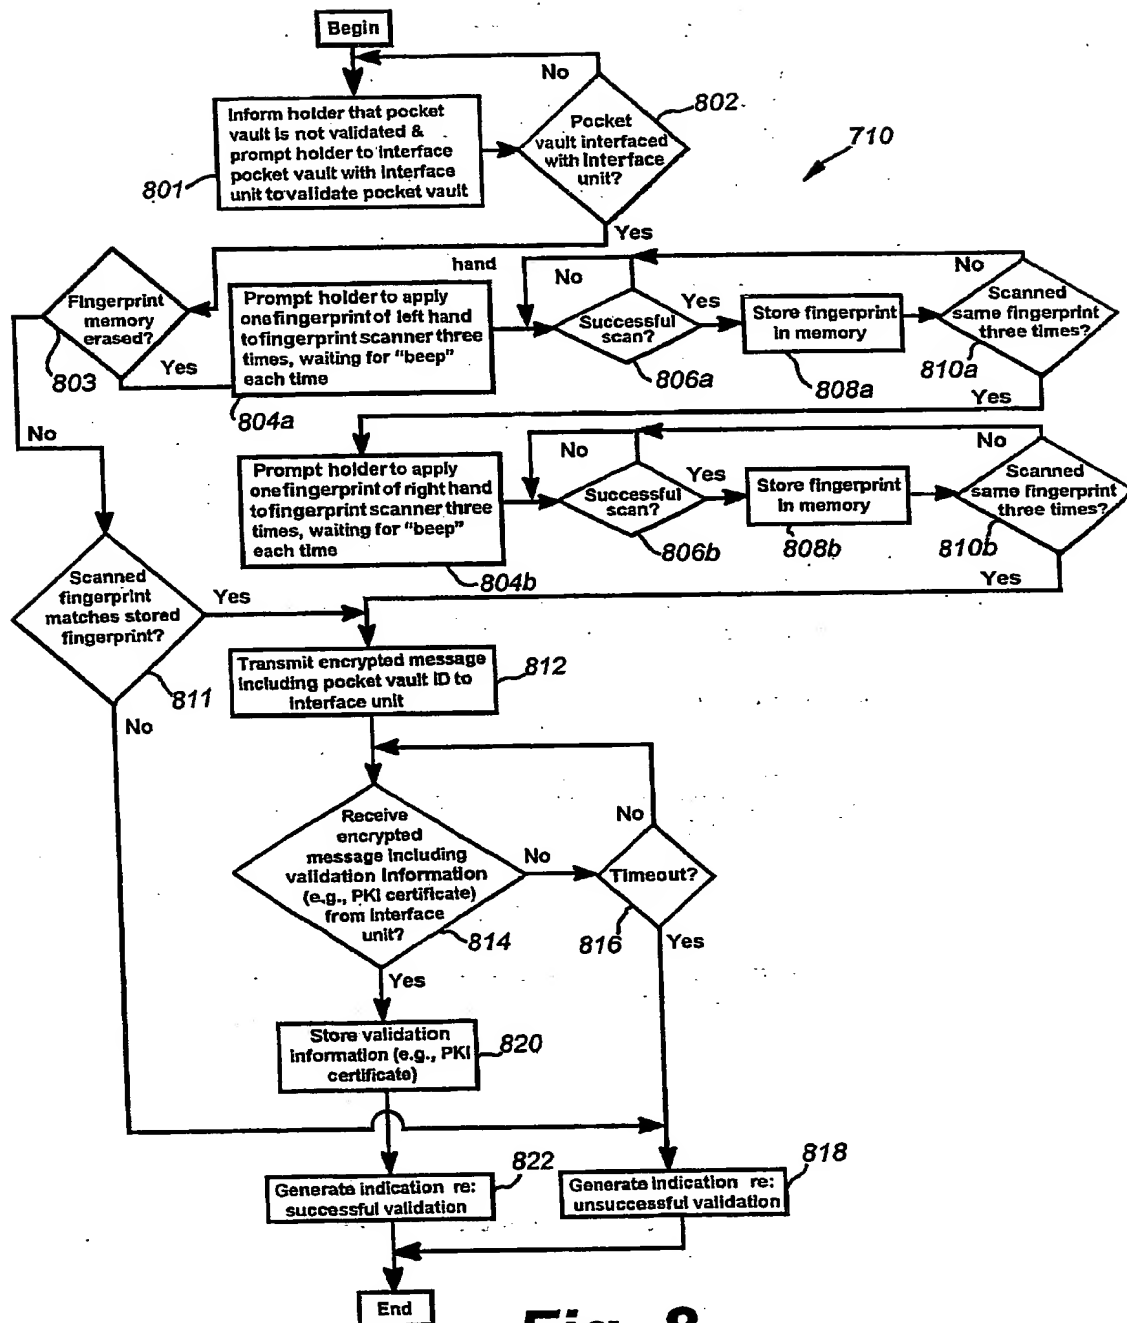 Begin
No
Inform holder that pocket
vault is not validated &
prompt holder to interface
pocket vault with interface
unit to validate pocket vault
801
Pocket
vault interfaced
with Interface
unit?
802
710
Yes
Fingerprint
memory
erased?
803
Yes
No
hand
Prompt holder to apply
one fingerprint of left hand
to fingerprint scanner three
times, waiting for "beep"
each time
804a
No
Successful
scan?
806a
Yes
Store fingerprint
in memory
808a
No
Scanned
same fingerprint
three times?
810a
Yes
Prompt holder to apply
one fingerprint of right hand
to fingerprint scanner three
times, waiting for "beep"
each time
804b
No
Successful
scan?
806b
Yes
Store fingerprint
in memory
808b
No
Scanned
same fingerprint
three times?
810b
Yes
Scanned
fingerprint
matches stored
fingerprint?
811
Yes
No
Transmit encrypted message
including pocket vault ID to
interface unit
812
Receive
encrypted
message including
validation information
(e.g., PKI certificate)
from interface
unit?
814
No
Timeout?
816
No
Yes
Yes
Store validation
information (e.g., PKI
certificate)
820
Generate indication re:
successful validation
822
Generate indication re:
unsuccessful validation
818
End
Fig. 8